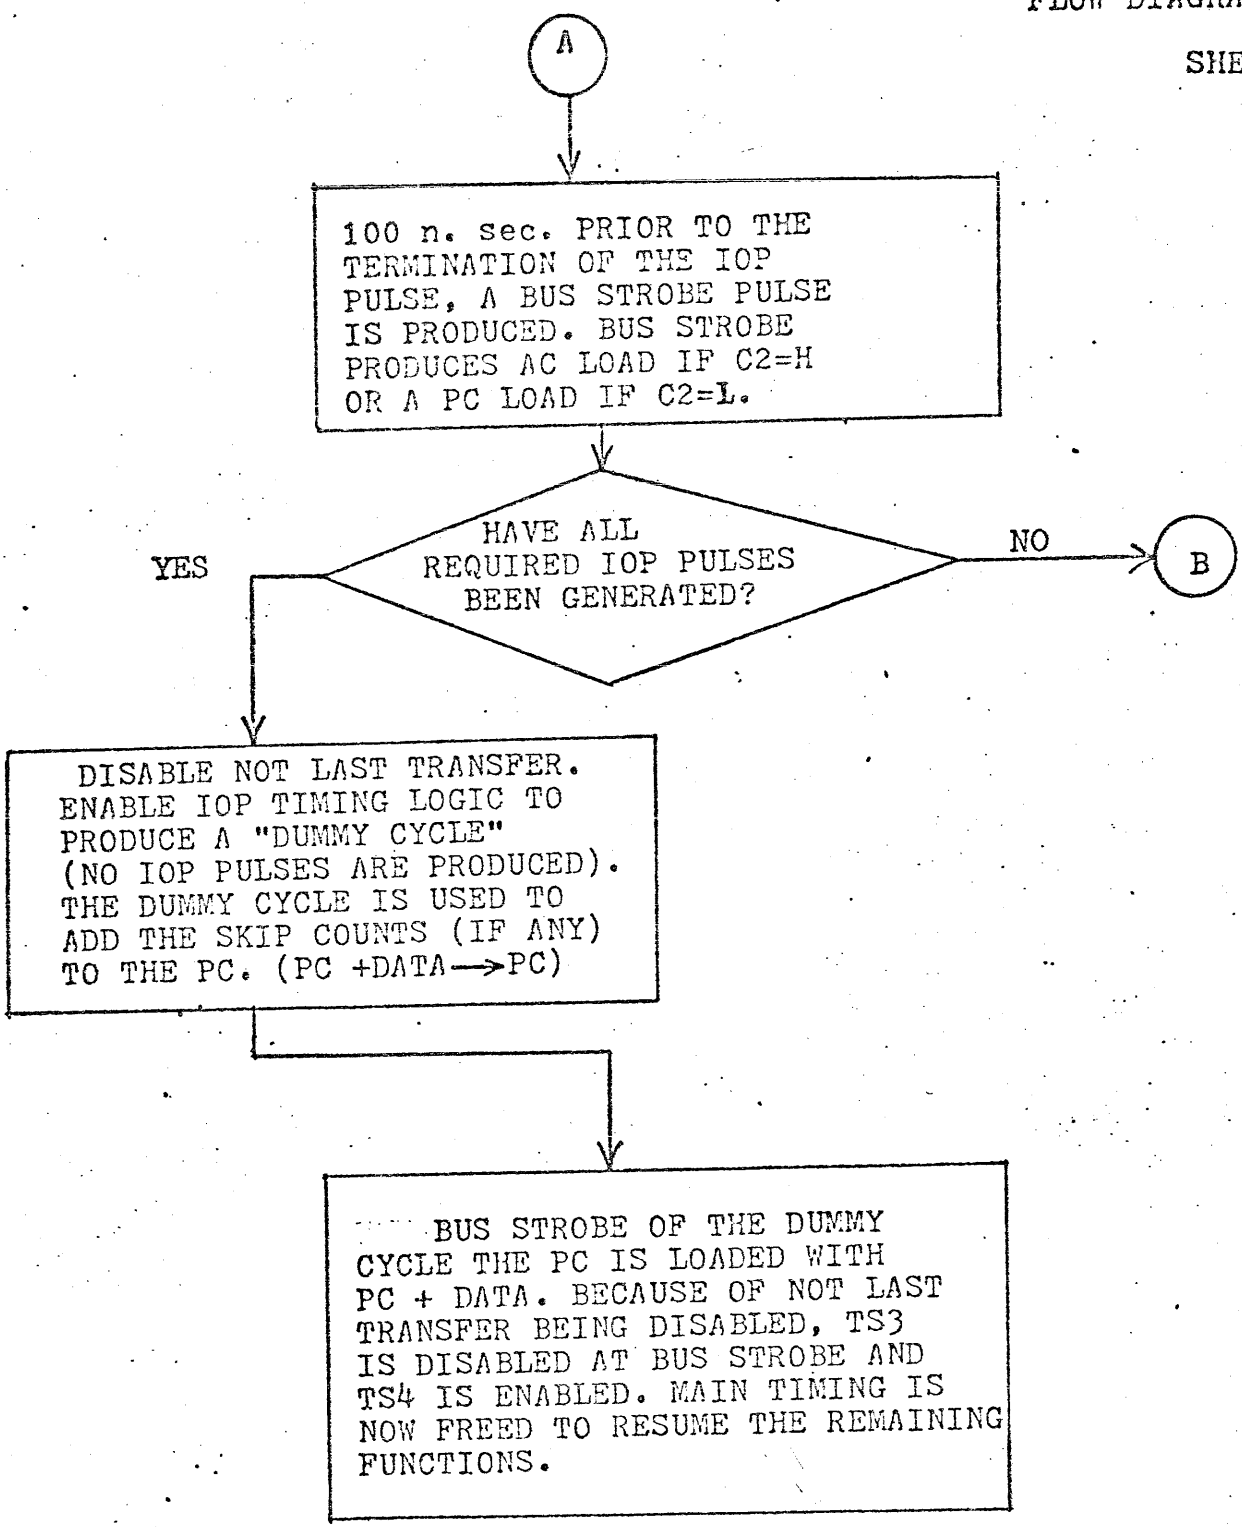 FLOW DIAGRA
SHE
A
100 n. sec. PRIOR TO THE
TERMINATION OF THE IOP
PULSE, A BUS STROBE PULSE
IS PRODUCED. BUS STROBE
PRODUCES AC LOAD IF C2=H
OR A PC LOAD IF C2=L.
HAVE ALL
REQUIRED IOP PULSES
BEEN GENERATED?
YES
NO
B
DISABLE NOT LAST TRANSFER.
ENABLE IOP TIMING LOGIC TO
PRODUCE A "DUMMY CYCLE"
(NO IOP PULSES ARE PRODUCED).
THE DUMMY CYCLE IS USED TO
ADD THE SKIP COUNTS (IF ANY)
TO THE PC. (PC +DATA→PC)
BUS STROBE OF THE DUMMY
CYCLE THE PC IS LOADED WITH
PC + DATA. BECAUSE OF NOT LAST
TRANSFER BEING DISABLED, TS3
IS DISABLED AT BUS STROBE AND
TS4 IS ENABLED. MAIN TIMING IS
NOW FREED TO RESUME THE REMAINING
FUNCTIONS.